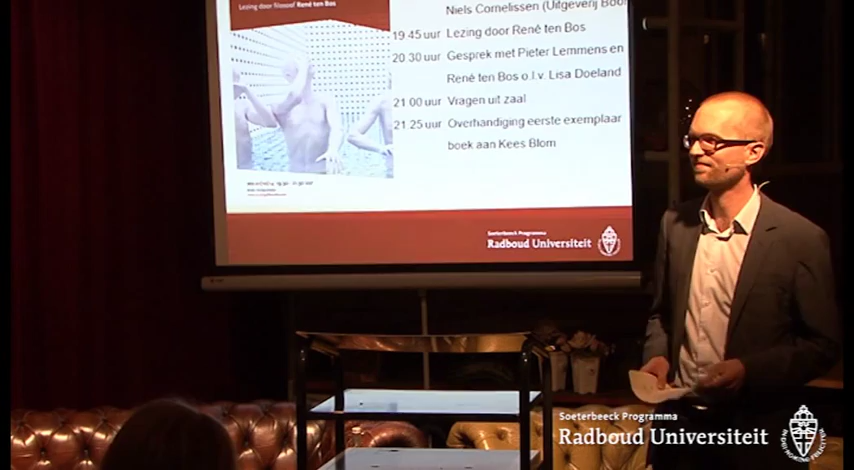 Lezing door filosoof René ten Bos
Niels Cornelissen (Uitgeverij Boom
19.45 uur Lezing door René ten Bos
20.30 uur Gesprek met Pieter Lemmens en
René ten Bos o.l.v. Lisa Doeland
21.00 uur Vragen uit zaal
21.25 uur Overhandiging eerste exemplaar
boek aan Kees Blom
Soeterbeeck Programma
Radboud Universiteit
Soeterbeeck Programma
Radboud Universiteit